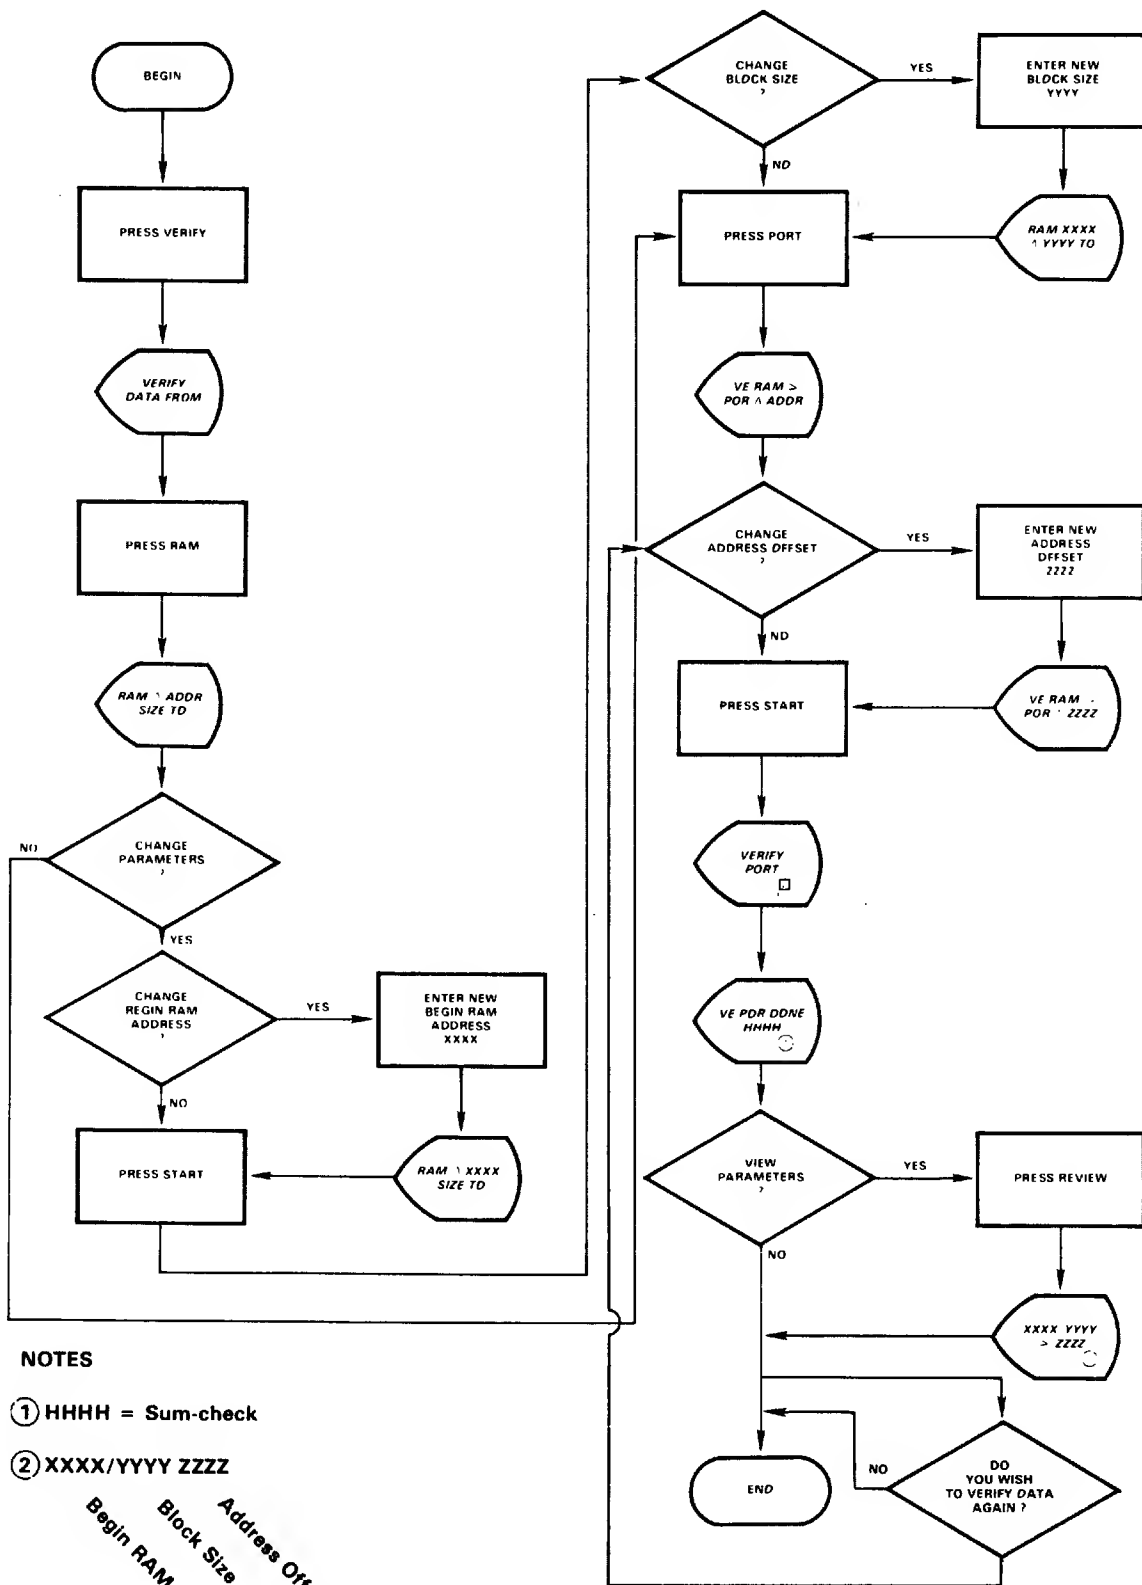 BEGIN
PRESS VERIFY
VERIFY
DATA FROM
PRESS RAM
RAM ^ ADDR
SIZE TO
CHANGE
PARAMETERS
?
NO
YES
CHANGE
BEGIN RAM
ADDRESS
?
YES
ENTER NEW
BEGIN RAM
ADDRESS
XXXX
NO
RAM ^ XXXX
SIZE TO
PRESS START
CHANGE
BLOCK SIZE
?
YES
ENTER NEW
BLOCK SIZE
YYYY
NO
RAM XXXX
^ YYYY TO
PRESS PORT
VE RAM >
POR ^ ADDR
CHANGE
ADDRESS OFFSET
?
YES
ENTER NEW
ADDRESS
OFFSET
ZZZZ
NO
VE RAM
POR ZZZZ
PRESS START
VERIFY
PORT
VE POR DONE
HHHH
VIEW
PARAMETERS
?
YES
PRESS REVIEW
NO
XXXX YYYY
> ZZZZ
DO
YOU WISH
TO VERIFY DATA
AGAIN ?
NO
END
NOTES
1 HHHH = Sum-check
2 XXXX/YYYY ZZZZ
Begin RAM
Block Size
Address Off